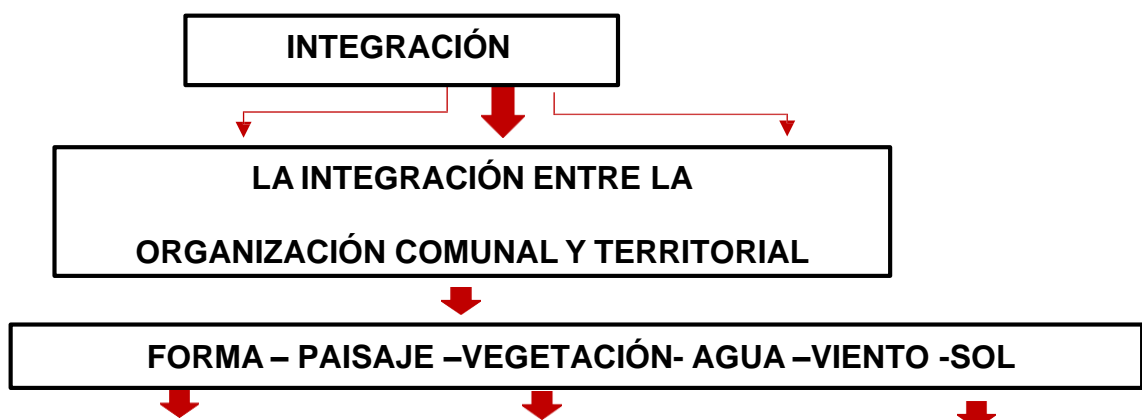 INTEGRACIÓN
LA INTEGRACIÓN ENTRE LA
ORGANIZACIÓN COMUNAL Y TERRITORIAL
FORMA – PAISAJE –VEGETACIÓN- AGUA –VIENTO -SOL